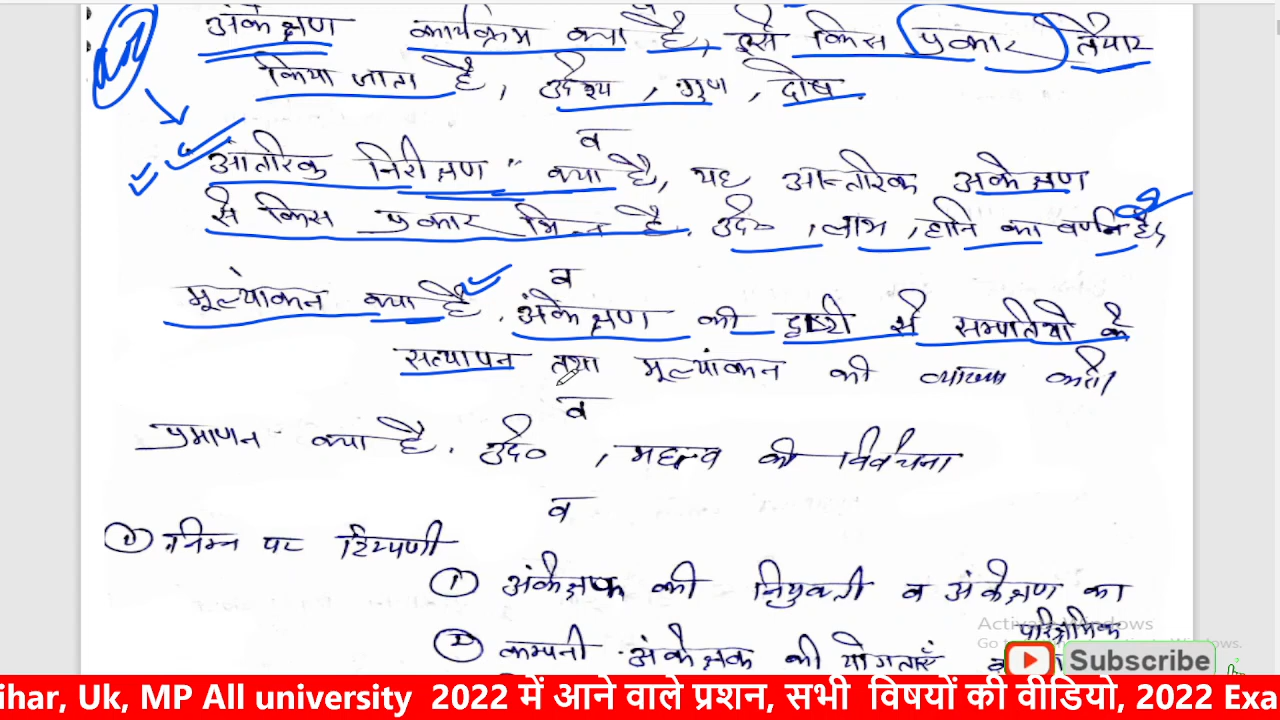 अंकेक्षण कार्यक्रम क्या है, इसे किस प्रकार तैयार
किया जाता है, उद्देश्य, गुण, दोष.
व
आंतरिक निरीक्षण" क्या है, यह आन्तरिक अंकेक्षण
से किस प्रकार भिन्न है. उद्दे०, लाभ, हानि का वर्णन
व
मूल्यांकन क्या है. अंकेक्षण की दृष्टी से सम्पतियो के
सत्यापन तथा मूल्यांकन की व्याख्या करो।
व
प्रमाणन क्या है. उद्दे०, महत्व की विवेचना
व
निम्न पर टिप्पणी
① अंकेक्षक की नियुक्ती व अंकेक्षण का
पारिश्रमिक
② कम्पनी अंकेक्षक की योग्यताएँ
Subscribe
ihar, Uk, MP All university 2022 में आने वाले प्रशन, सभी विषयों की वीडियो, 2022 Exa